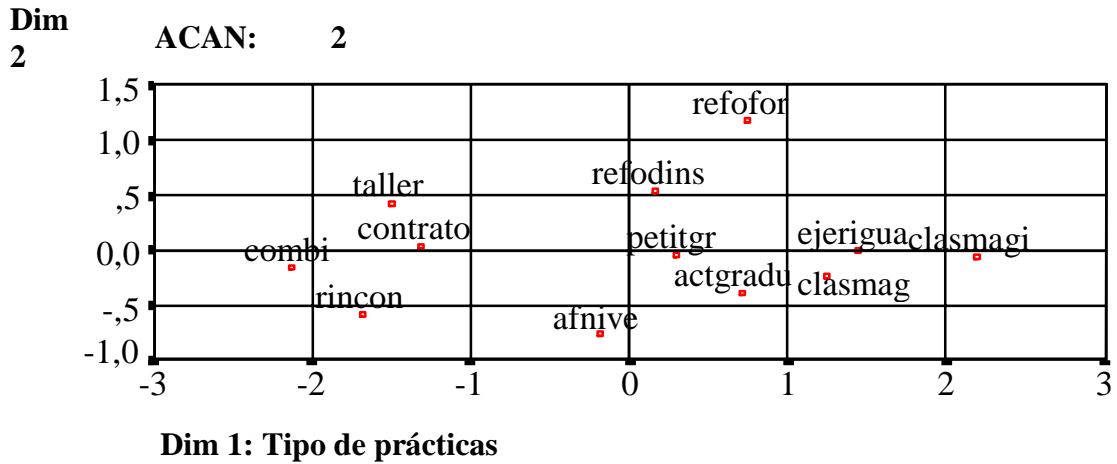 Dim
2
ACAN: 2
1,5
refofor
1,0
taller
refodins
,5
contrato
petitgr
ejerigua
clasmagi
0,0
combi
actgradu
clasmag
rincon
-,5
afnive
-1,0
-3 -2 -1 0 1 2 3
Dim 1: Tipo de prácticas